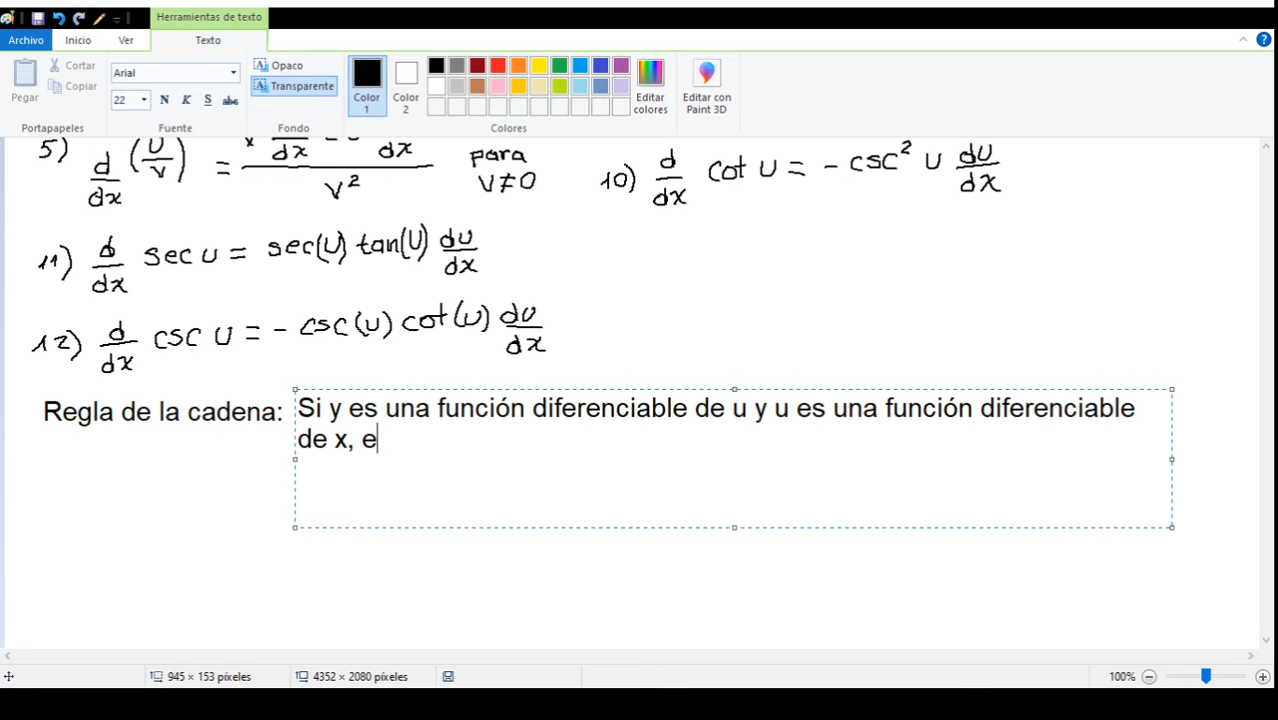 Herramientas de texto
Archivo Inicio Ver Texto
Pegar Cortar Copiar
Portapapeles
Arial
22 N K S abc
Fuente
Opaco
Transparente
Fondo
Color 1 Color 2
Colores
Editar colores
Editar con Paint 3D
5) d/dx (U/V) = dx dx / V² para V≠0
10) d/dx cot U = - csc² U dU/dx
11) d/dx sec U = sec(U) tan(U) dU/dx
12) d/dx csc U = - csc(U) cot(U) dU/dx
Regla de la cadena: Si y es una función diferenciable de u y u es una función diferenciable
de x, e
945 × 153 píxeles 4352 × 2080 píxeles 100%